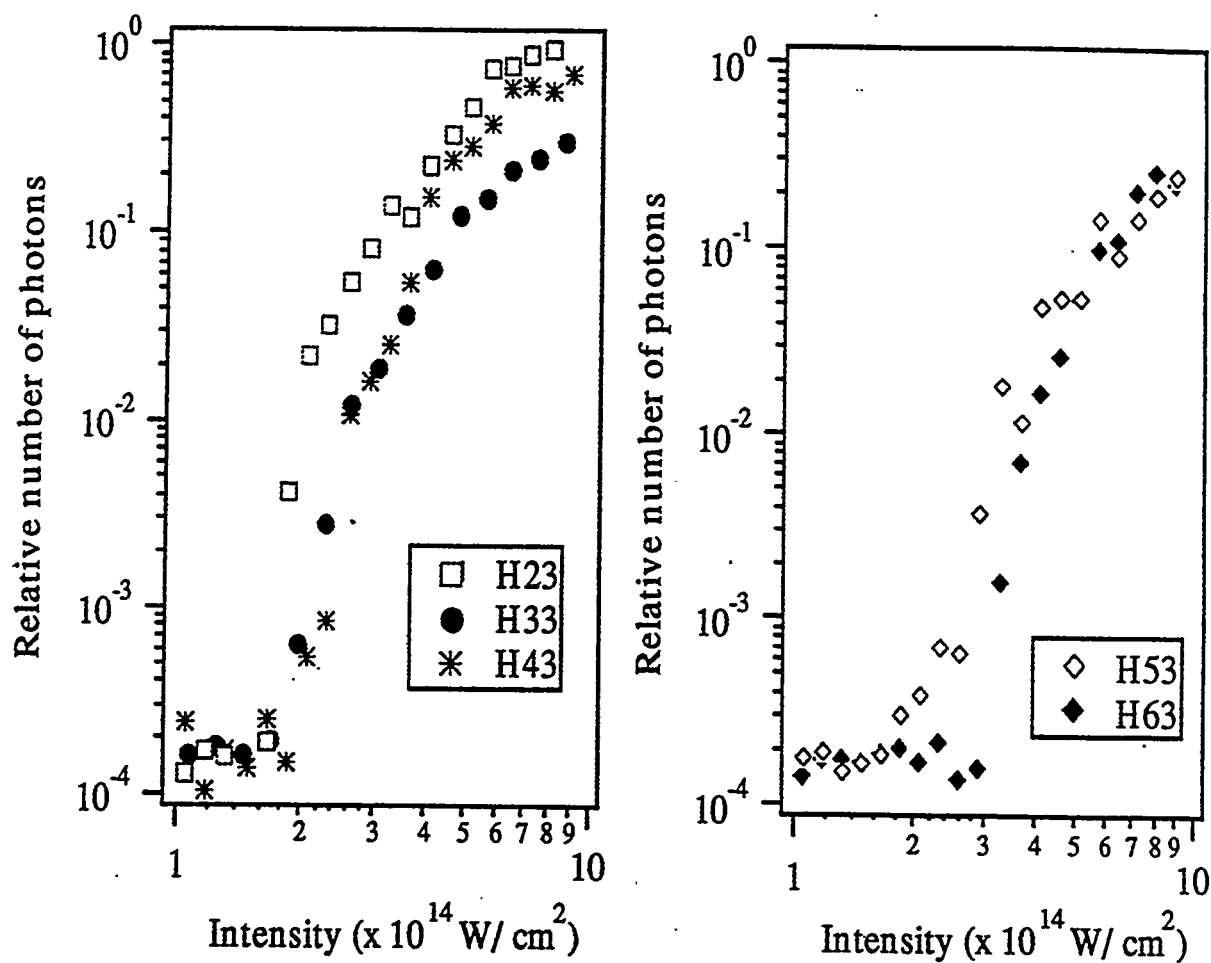 Relative number of photons
10^0
10^-1
10^-2
10^-3
10^-4
H23
H33
H43
2 3 4 5 6 7 8 9
1 10
Intensity (x 10^14 W/ cm^2)
Relative number of photons
10^0
10^-1
10^-2
10^-3
10^-4
H53
H63
2 3 4 5 6 7 8 9
1 10
Intensity (x 10^14 W/ cm^2)